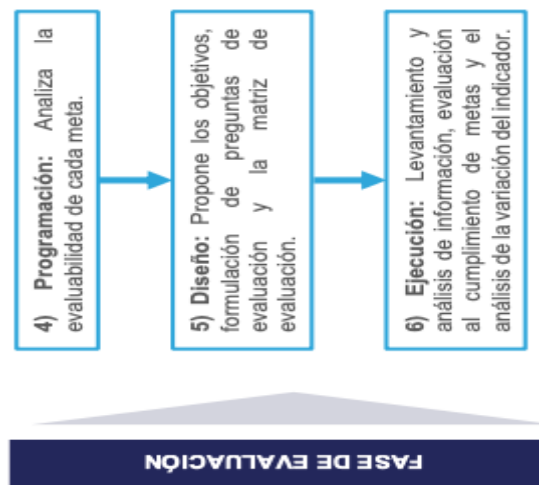 FASE DE EVALUACIÓN
4) Programación: Analiza la
evaluabilidad de cada meta.
5) Diseño: Propone los objetivos,
formulación de preguntas de
evaluación y la matriz de
evaluación.
6) Ejecución: Levantamiento y
análisis de información, evaluación
al cumplimiento de metas y el
análisis de la variación del indicador.